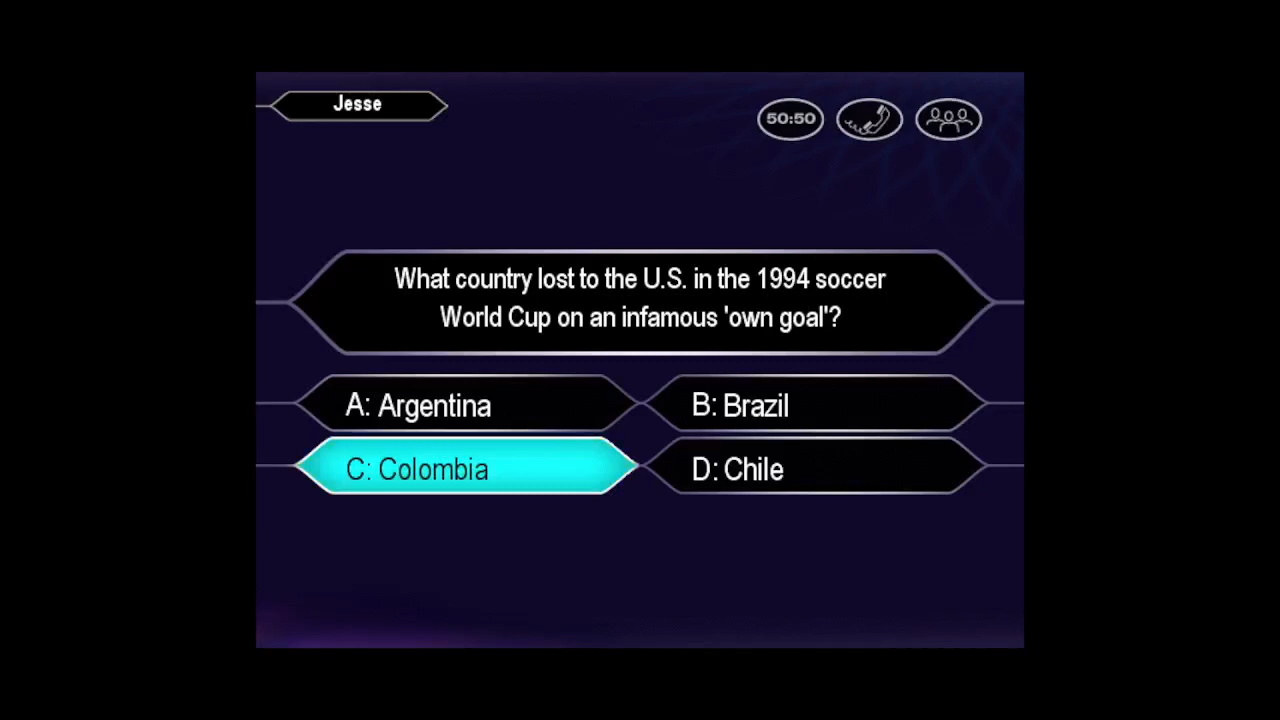 Jesse
50:50
What country lost to the U.S. in the 1994 soccer
World Cup on an infamous 'own goal'?
A: Argentina
B: Brazil
C: Colombia
D: Chile